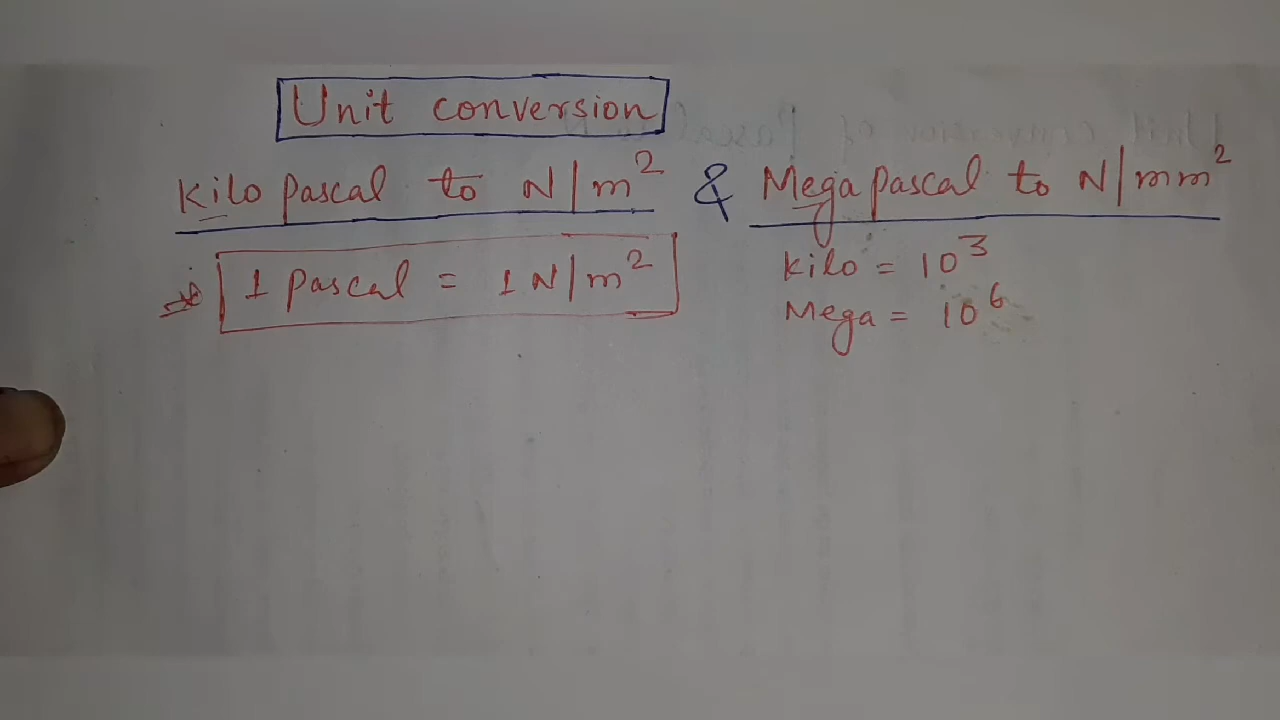 Unit conversion
Kilo pascal to N/m² & Mega pascal to N/mm²
1 Pascal = 1 N/m²
Kilo = 10³
Mega = 10⁶